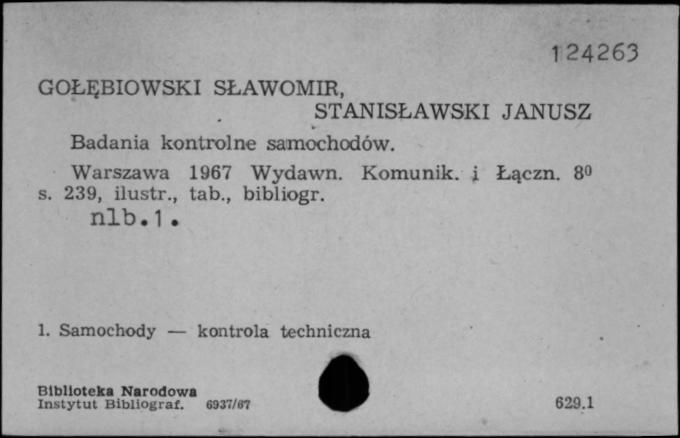 124263
GOŁĘBIOWSKI SŁAWOMIR,
STANISŁAWSKI JANUSZ
Badania kontrolne samochodów.
Warszawa 1967 Wydawn. Komunik. i Łączn. 8⁰
s. 239, ilustr., tab., bibliogr.
nlb.1.
1. Samochody — kontrola techniczna
Biblioteka Narodowa
Instytut Bibliograf. 6937/67
629.1